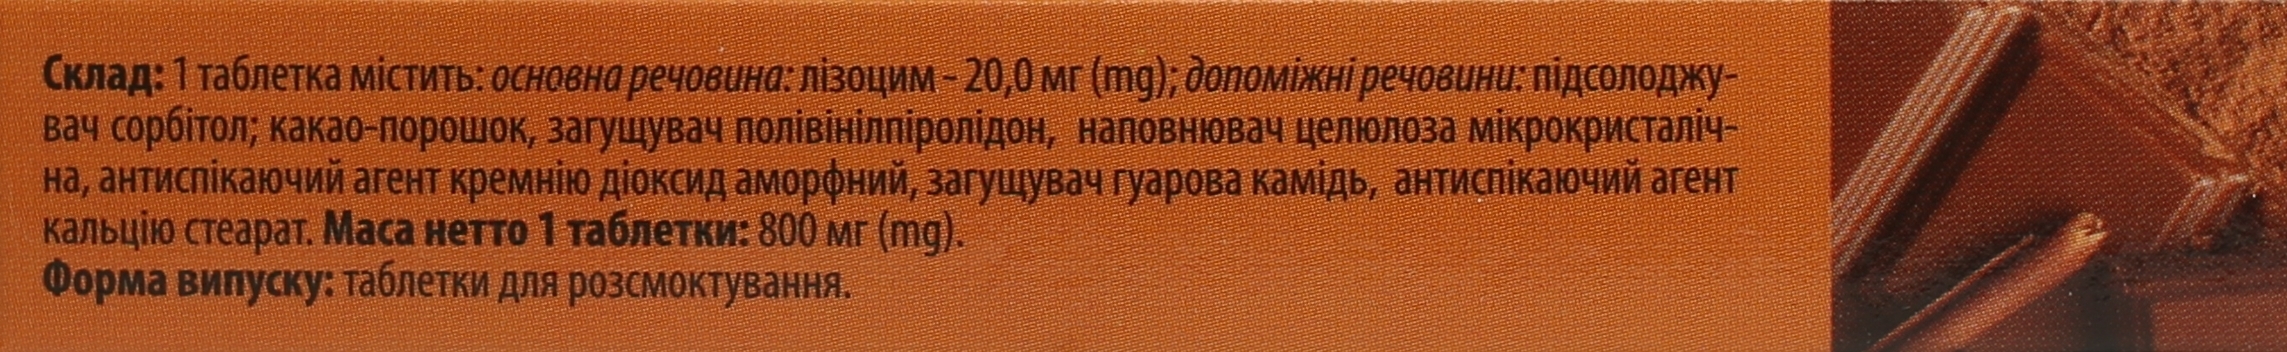 Склад: 1 таблетка містить: основна речовина: лізоцим - 20,0 мг (mg); допоміжні речовини: підсолоджу-
вач сорбітол; какао-порошок, загущувач полівінілпіролідон, наповнювач целюлоза мікрокристаліч-
на, антиспікаючий агент кремнію діоксид аморфний, загущувач гуарова камідь, антиспікаючий агент
кальцію стеарат. Маса нетто 1 таблетки: 800 мг (mg).
Форма випуску: таблетки для розсмоктування.